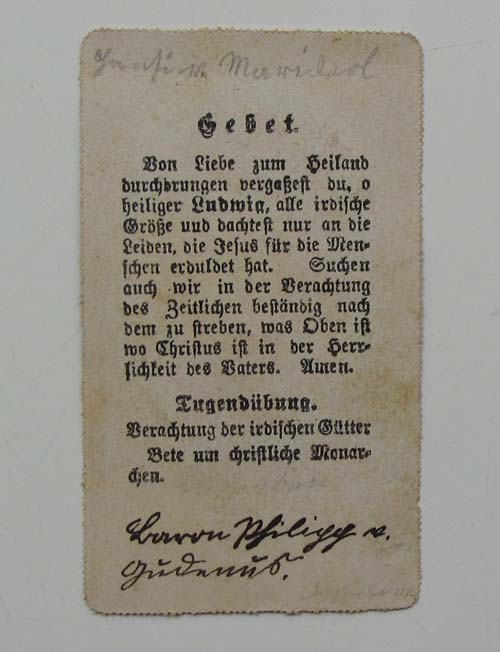 Gebet.
Von Liebe zum Heiland
durchdrungen vergaßest du, o
heiliger Ludwig, alle irdische
Größe und dachtest nur an die
Leiden, die Jesus für die Men-
schen erduldet hat. Suchen
auch wir in der Verachtung
des Zeitlichen beständig nach
dem zu streben, was Oben ist
wo Christus ist in der Herr-
lichkeit des Vaters. Amen.
Tugendübung.
Verachtung der irdischen Gütter
Bete um christliche Monar-
chen.
Baron Philipp v.
Gudenus.